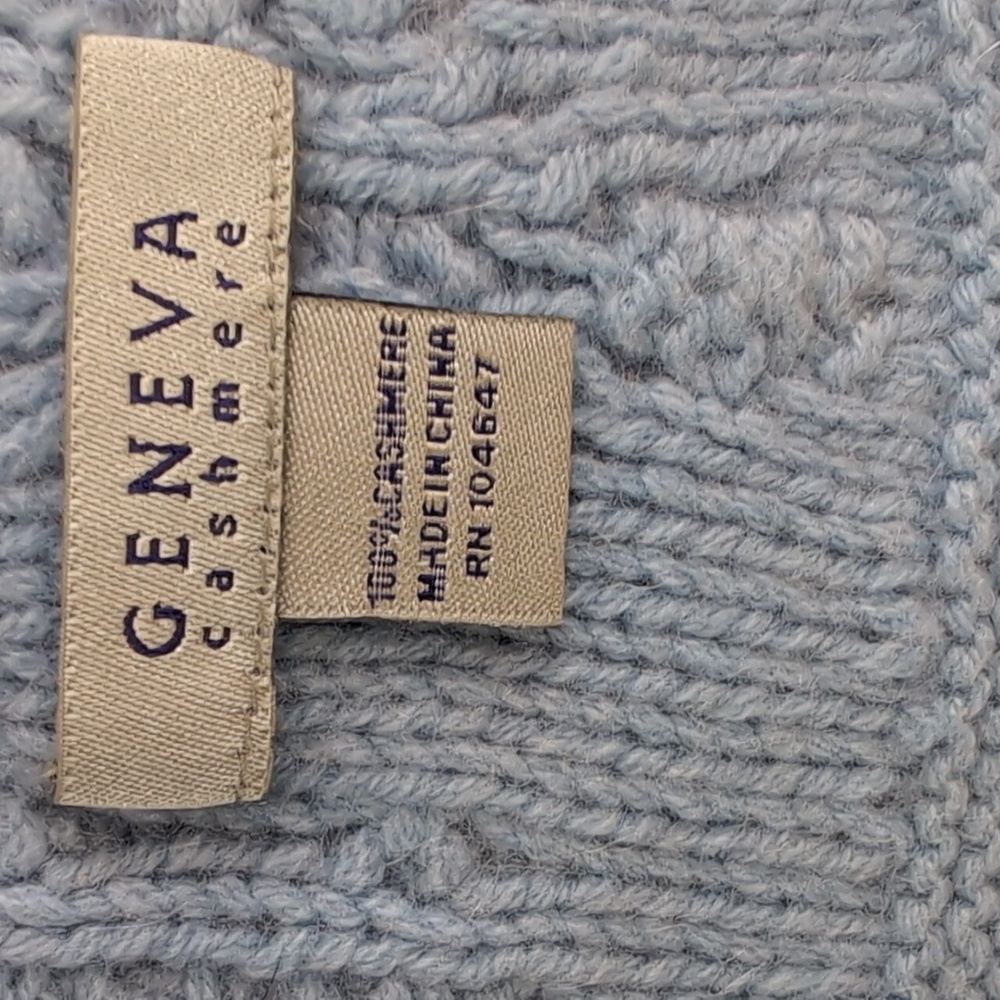 GENEVA
cashmere
100% CASHMERE
MADE IN CHINA
RN 104647